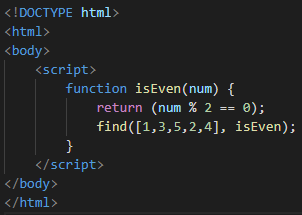 <!DOCTYPE html>
<html>
<body>
    <script>
        function isEven(num) {
            return (num % 2 == 0);
            find([1,3,5,2,4], isEven);
        }
    </script>
</body>
</html>